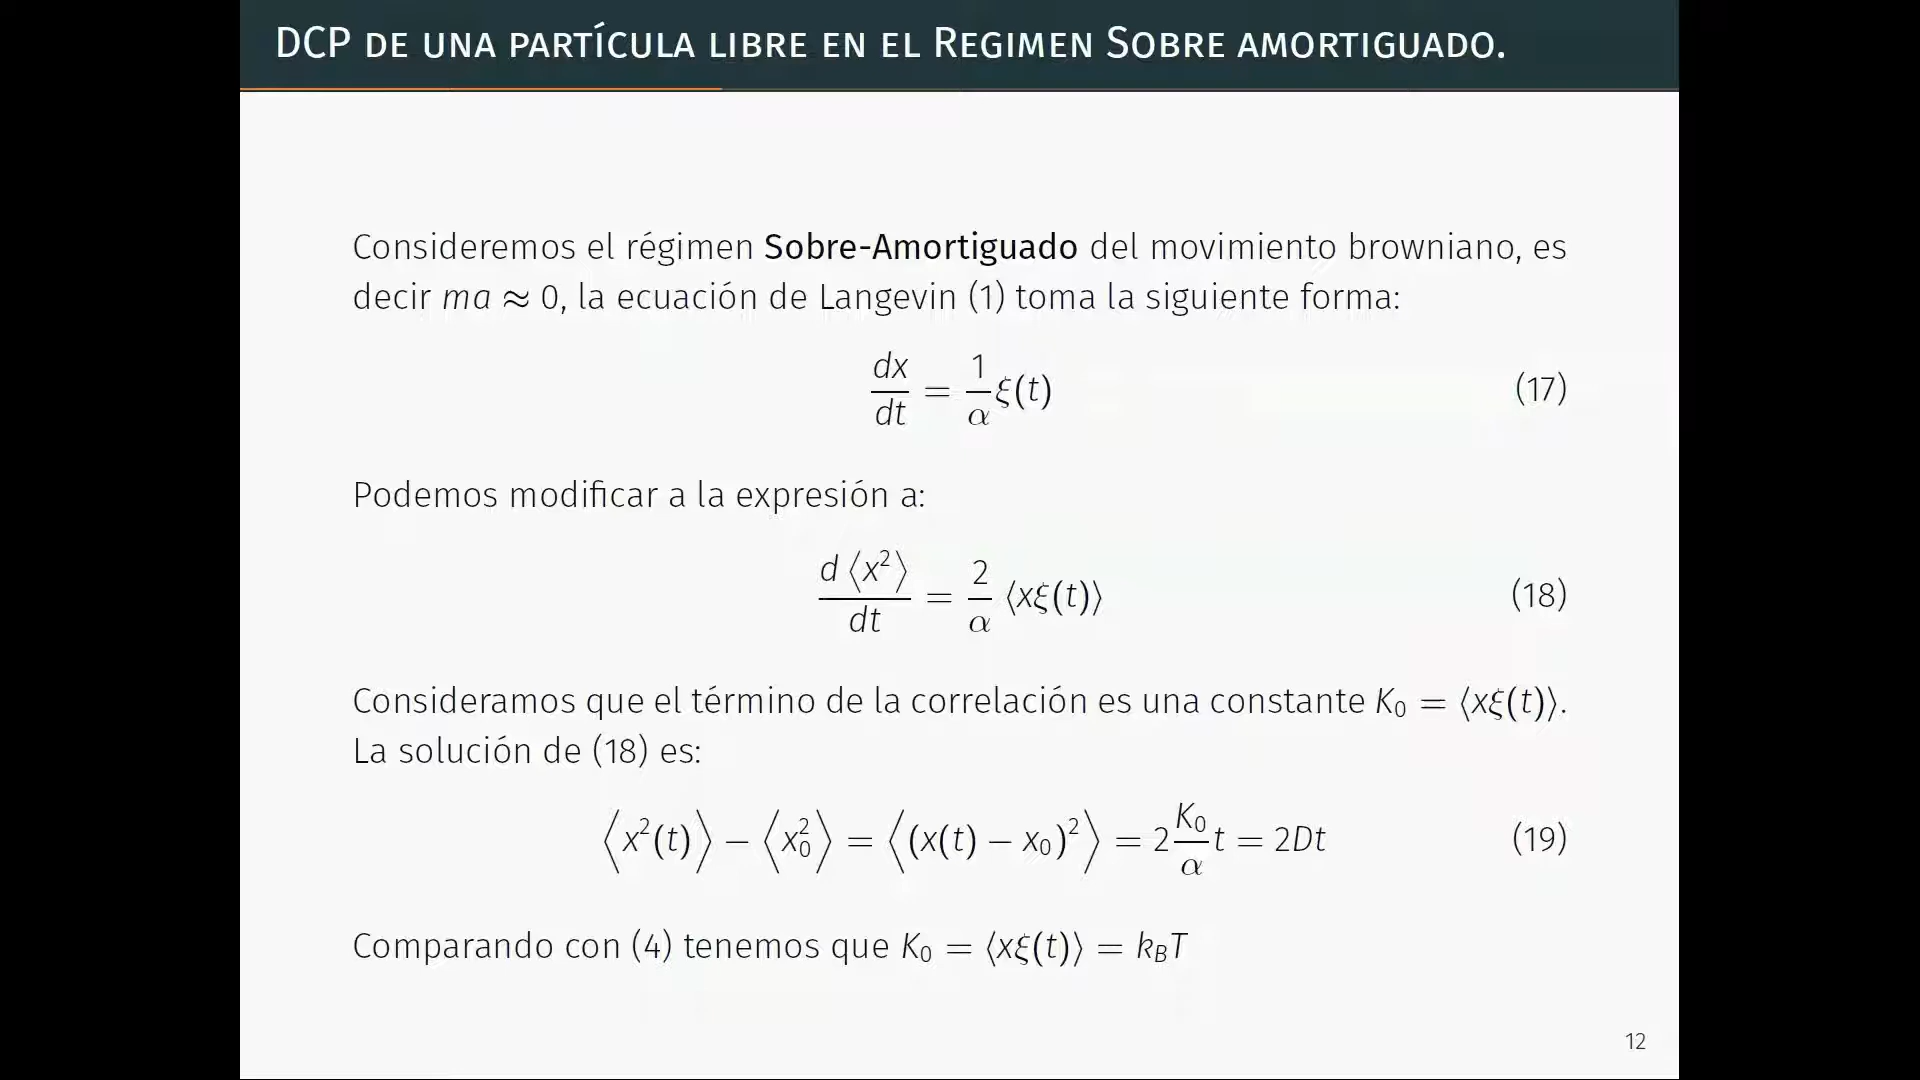 DCP de una partícula libre en el Regimen Sobre amortiguado.
Consideremos el régimen Sobre-Amortiguado del movimiento browniano, es
decir ma ≈ 0, la ecuación de Langevin (1) toma la siguiente forma:
dx/dt = 1/α ξ(t) (17)
Podemos modificar a la expresión a:
d⟨x²⟩/dt = 2/α ⟨xξ(t)⟩ (18)
Consideramos que el término de la correlación es una constante K₀ = ⟨xξ(t)⟩.
La solución de (18) es:
⟨x²(t)⟩ − ⟨x₀²⟩ = ⟨(x(t) − x₀)²⟩ = 2 K₀/α t = 2Dt (19)
Comparando con (4) tenemos que K₀ = ⟨xξ(t)⟩ = k_BT
12